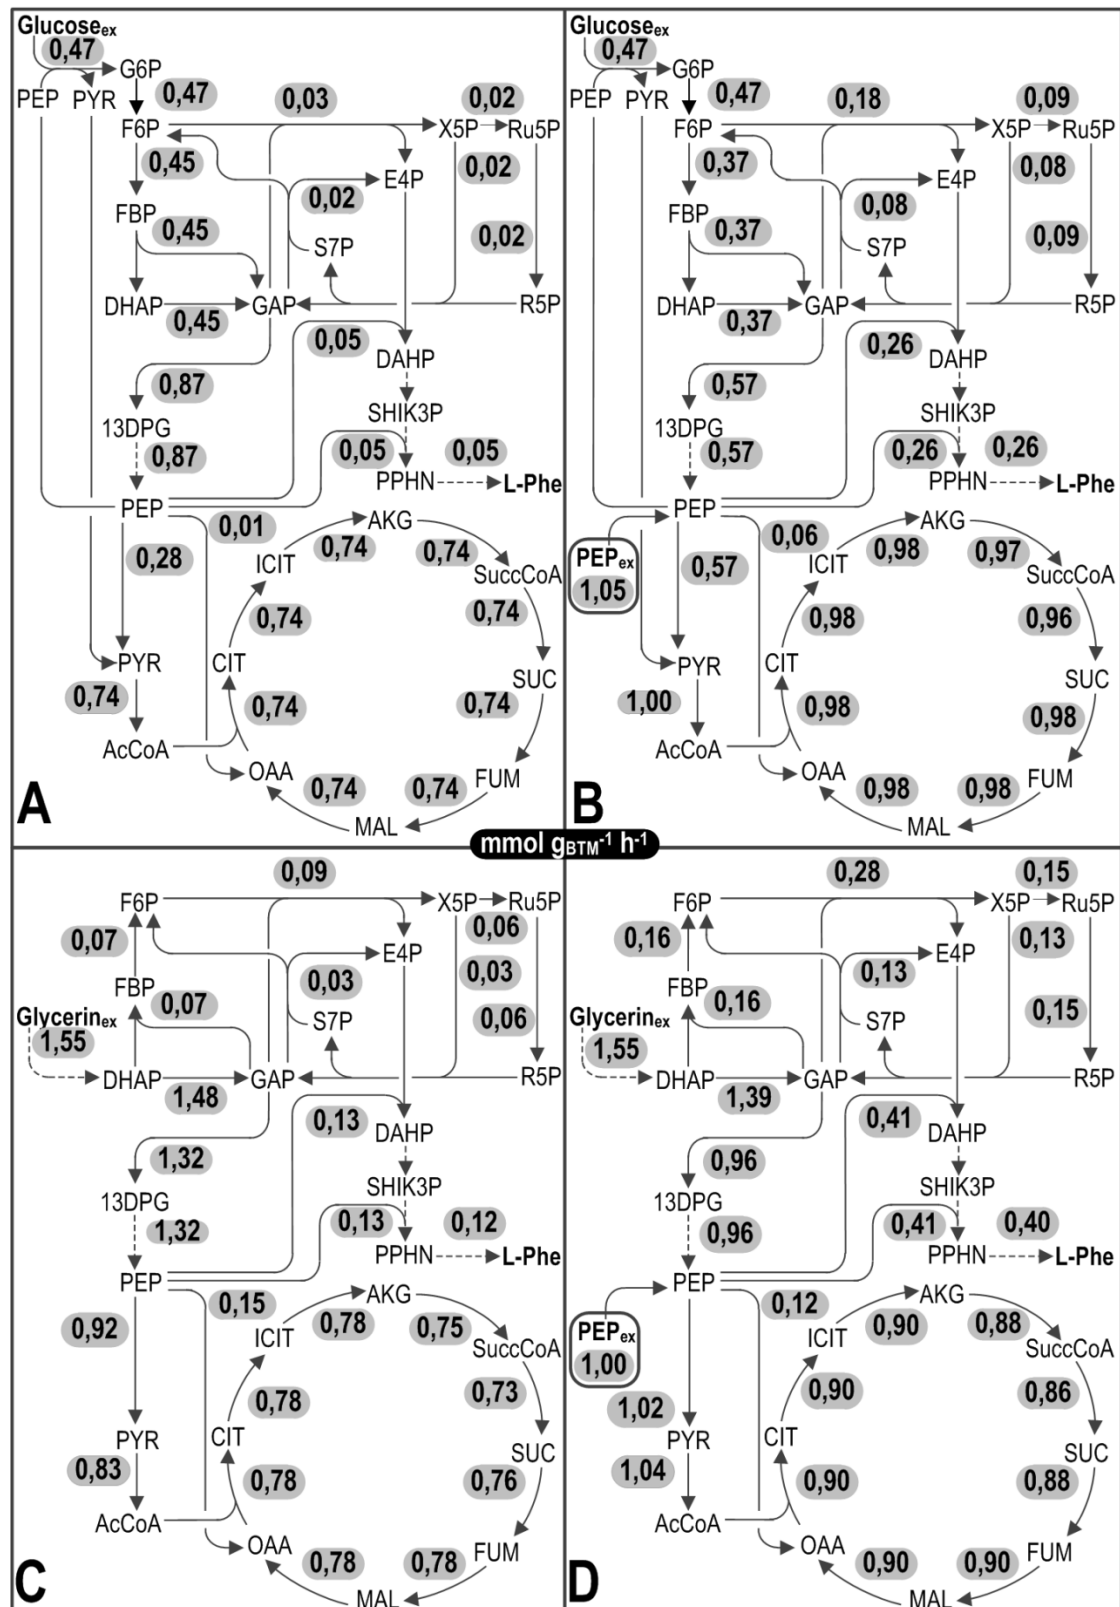 Glucoseex
0,47
G6P
PEP PYR
0,47
0,03
0,02
F6P
X5P
Ru5P
0,45
0,02
E4P
0,02
FBP
0,45
S7P
0,02
DHAP
GAP
R5P
0,45
0,05
DAHP
0,87
SHIK3P
13DPG
0,87
0,05
0,05
PPHN
L-Phe
PEP
0,01
AKG
0,28
ICIT
0,74
0,74
SuccCoA
0,74
0,74
PYR
CIT
SUC
0,74
0,74
0,74
AcCoA
OAA
FUM
0,74
0,74
MAL
A
Glucoseex
0,47
G6P
PEP PYR
0,47
0,18
0,09
F6P
X5P
Ru5P
0,37
0,08
E4P
0,08
FBP
0,37
S7P
0,09
DHAP
GAP
R5P
0,37
0,26
DAHP
0,57
SHIK3P
13DPG
0,57
0,26
0,26
PPHN
L-Phe
PEP
0,06
AKG
PEPex
1,05
0,57
ICIT
0,98
0,97
SuccCoA
0,98
0,96
PYR
CIT
SUC
1,00
0,98
0,98
AcCoA
OAA
FUM
0,98
0,98
MAL
B
mmol gBTM-1 h-1
0,09
F6P
X5P
Ru5P
0,06
0,07
E4P
0,03
0,03
FBP
0,07
Glycerinex
S7P
0,06
1,55
DHAP
GAP
R5P
1,48
0,13
DAHP
1,32
SHIK3P
13DPG
1,32
0,13
0,12
PPHN
L-Phe
PEP
0,15
AKG
0,92
ICIT
0,78
0,75
SuccCoA
0,78
0,73
PYR
CIT
SUC
0,83
0,78
0,76
AcCoA
OAA
FUM
0,78
0,78
MAL
C
0,28
0,15
F6P
X5P
Ru5P
0,16
E4P
0,13
0,13
FBP
0,16
Glycerinex
S7P
0,15
1,55
DHAP
GAP
R5P
1,39
0,41
DAHP
0,96
SHIK3P
13DPG
0,96
0,41
0,40
PPHN
L-Phe
PEP
0,12
AKG
PEPex
1,00
ICIT
0,90
0,88
SuccCoA
1,02
0,90
0,86
PYR
CIT
SUC
1,04
0,90
0,88
AcCoA
OAA
FUM
0,90
0,90
MAL
D